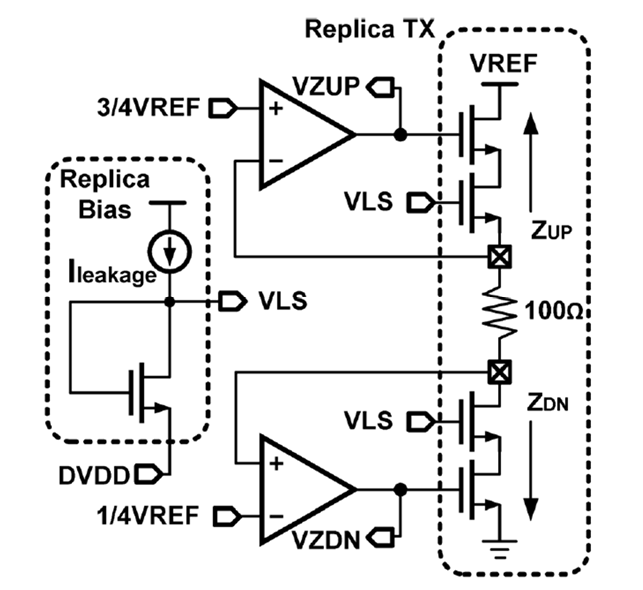 Replica TX
VREF
VZUP
3/4VREF
+
−
VLS
ZUP
Replica
Bias
Ileakage
VLS
100Ω
ZDN
VLS
+
−
DVDD
1/4VREF
VZDN